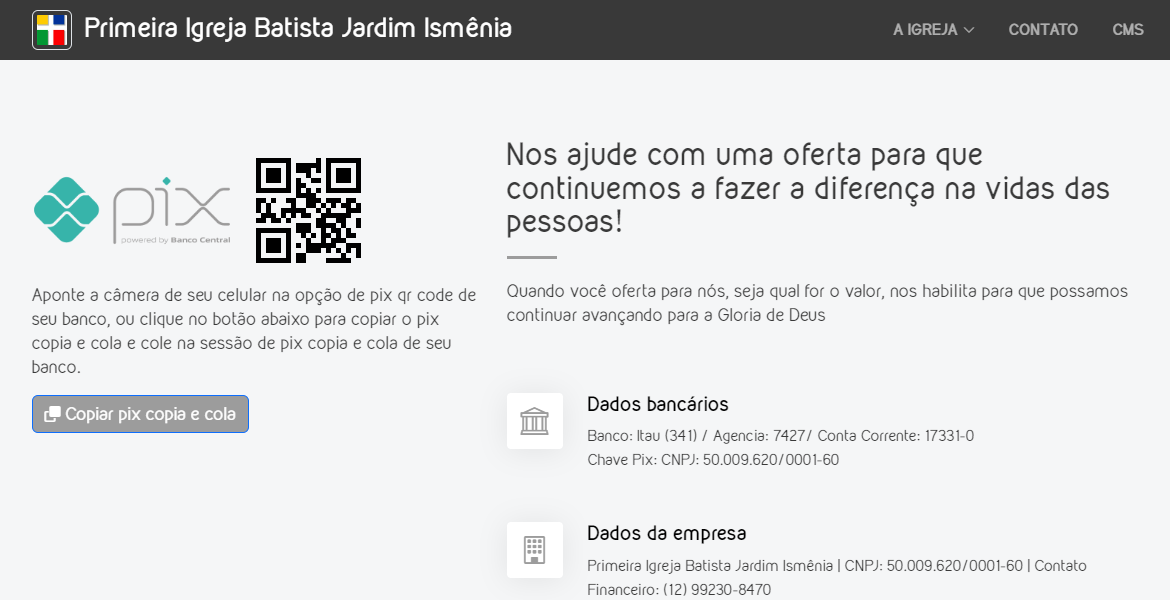 Primeira Igreja Batista Jardim Ismênia
A IGREJA
CONTATO
CMS
pix
powered by Banco Central
Aponte a câmera de seu celular na opção de pix qr code de
seu banco, ou clique no botão abaixo para copiar o pix
copia e cola e cole na sessão de pix copia e cola de seu
banco.
Copiar pix copia e cola
Nos ajude com uma oferta para que
continuemos a fazer a diferença na vidas das
pessoas!
Quando você oferta para nós, seja qual for o valor, nos habilita para que possamos
continuar avançando para a Gloria de Deus
Dados bancários
Banco: Itau (341) / Agencia: 7427/ Conta Corrente: 17331-0
Chave Pix: CNPJ: 50.009.620/0001-60
Dados da empresa
Primeira Igreja Batista Jardim Ismênia | CNPJ: 50.009.620/0001-60 | Contato
Financeiro: (12) 99230-8470